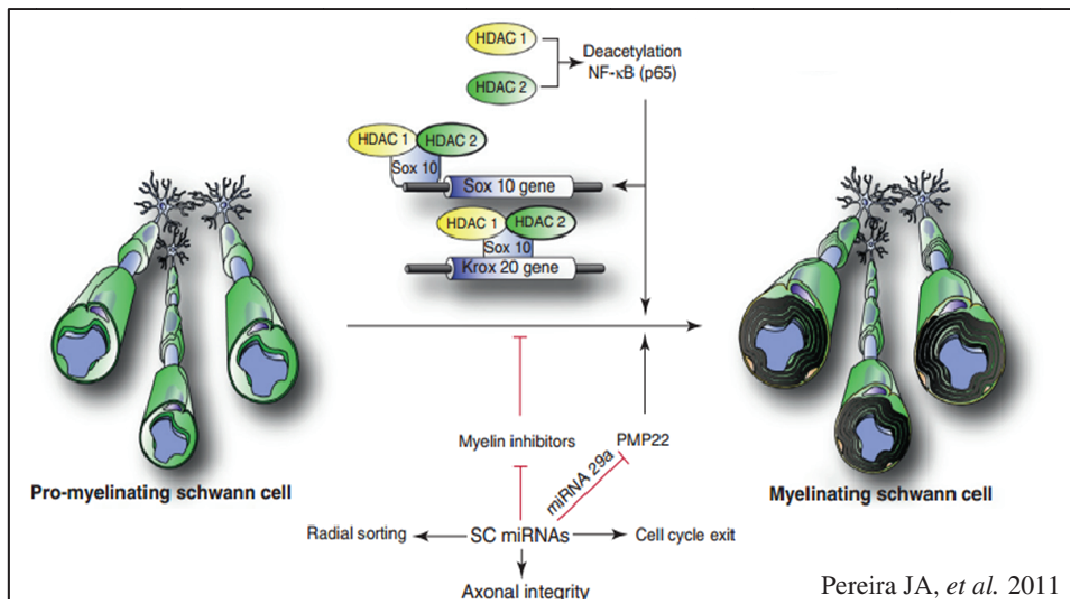 HDAC 1
HDAC 2
Deacetylation
NF-κB (p65)
HDAC 1
HDAC 2
Sox 10
Sox 10 gene
HDAC 1
HDAC 2
Sox 10
Krox 20 gene
Myelin inhibitors
PMP22
miRNA 29a
Pro-myelinating schwann cell
Myelinating schwann cell
Radial sorting
SC miRNAs
Cell cycle exit
Axonal integrity
Pereira JA, et al. 2011